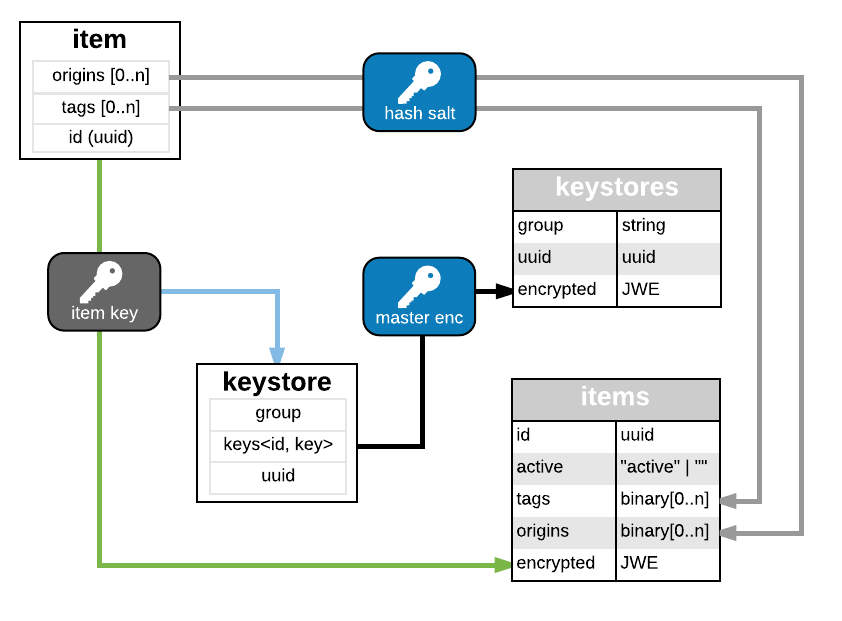 item
origins [0..n]
tags [0..n]
id (uuid)
hash salt
keystores
group string
uuid uuid
encrypted JWE
item key
master enc
keystore
group
keys<id, key>
uuid
items
id uuid
active "active" | ""
tags binary[0..n]
origins binary[0..n]
encrypted JWE